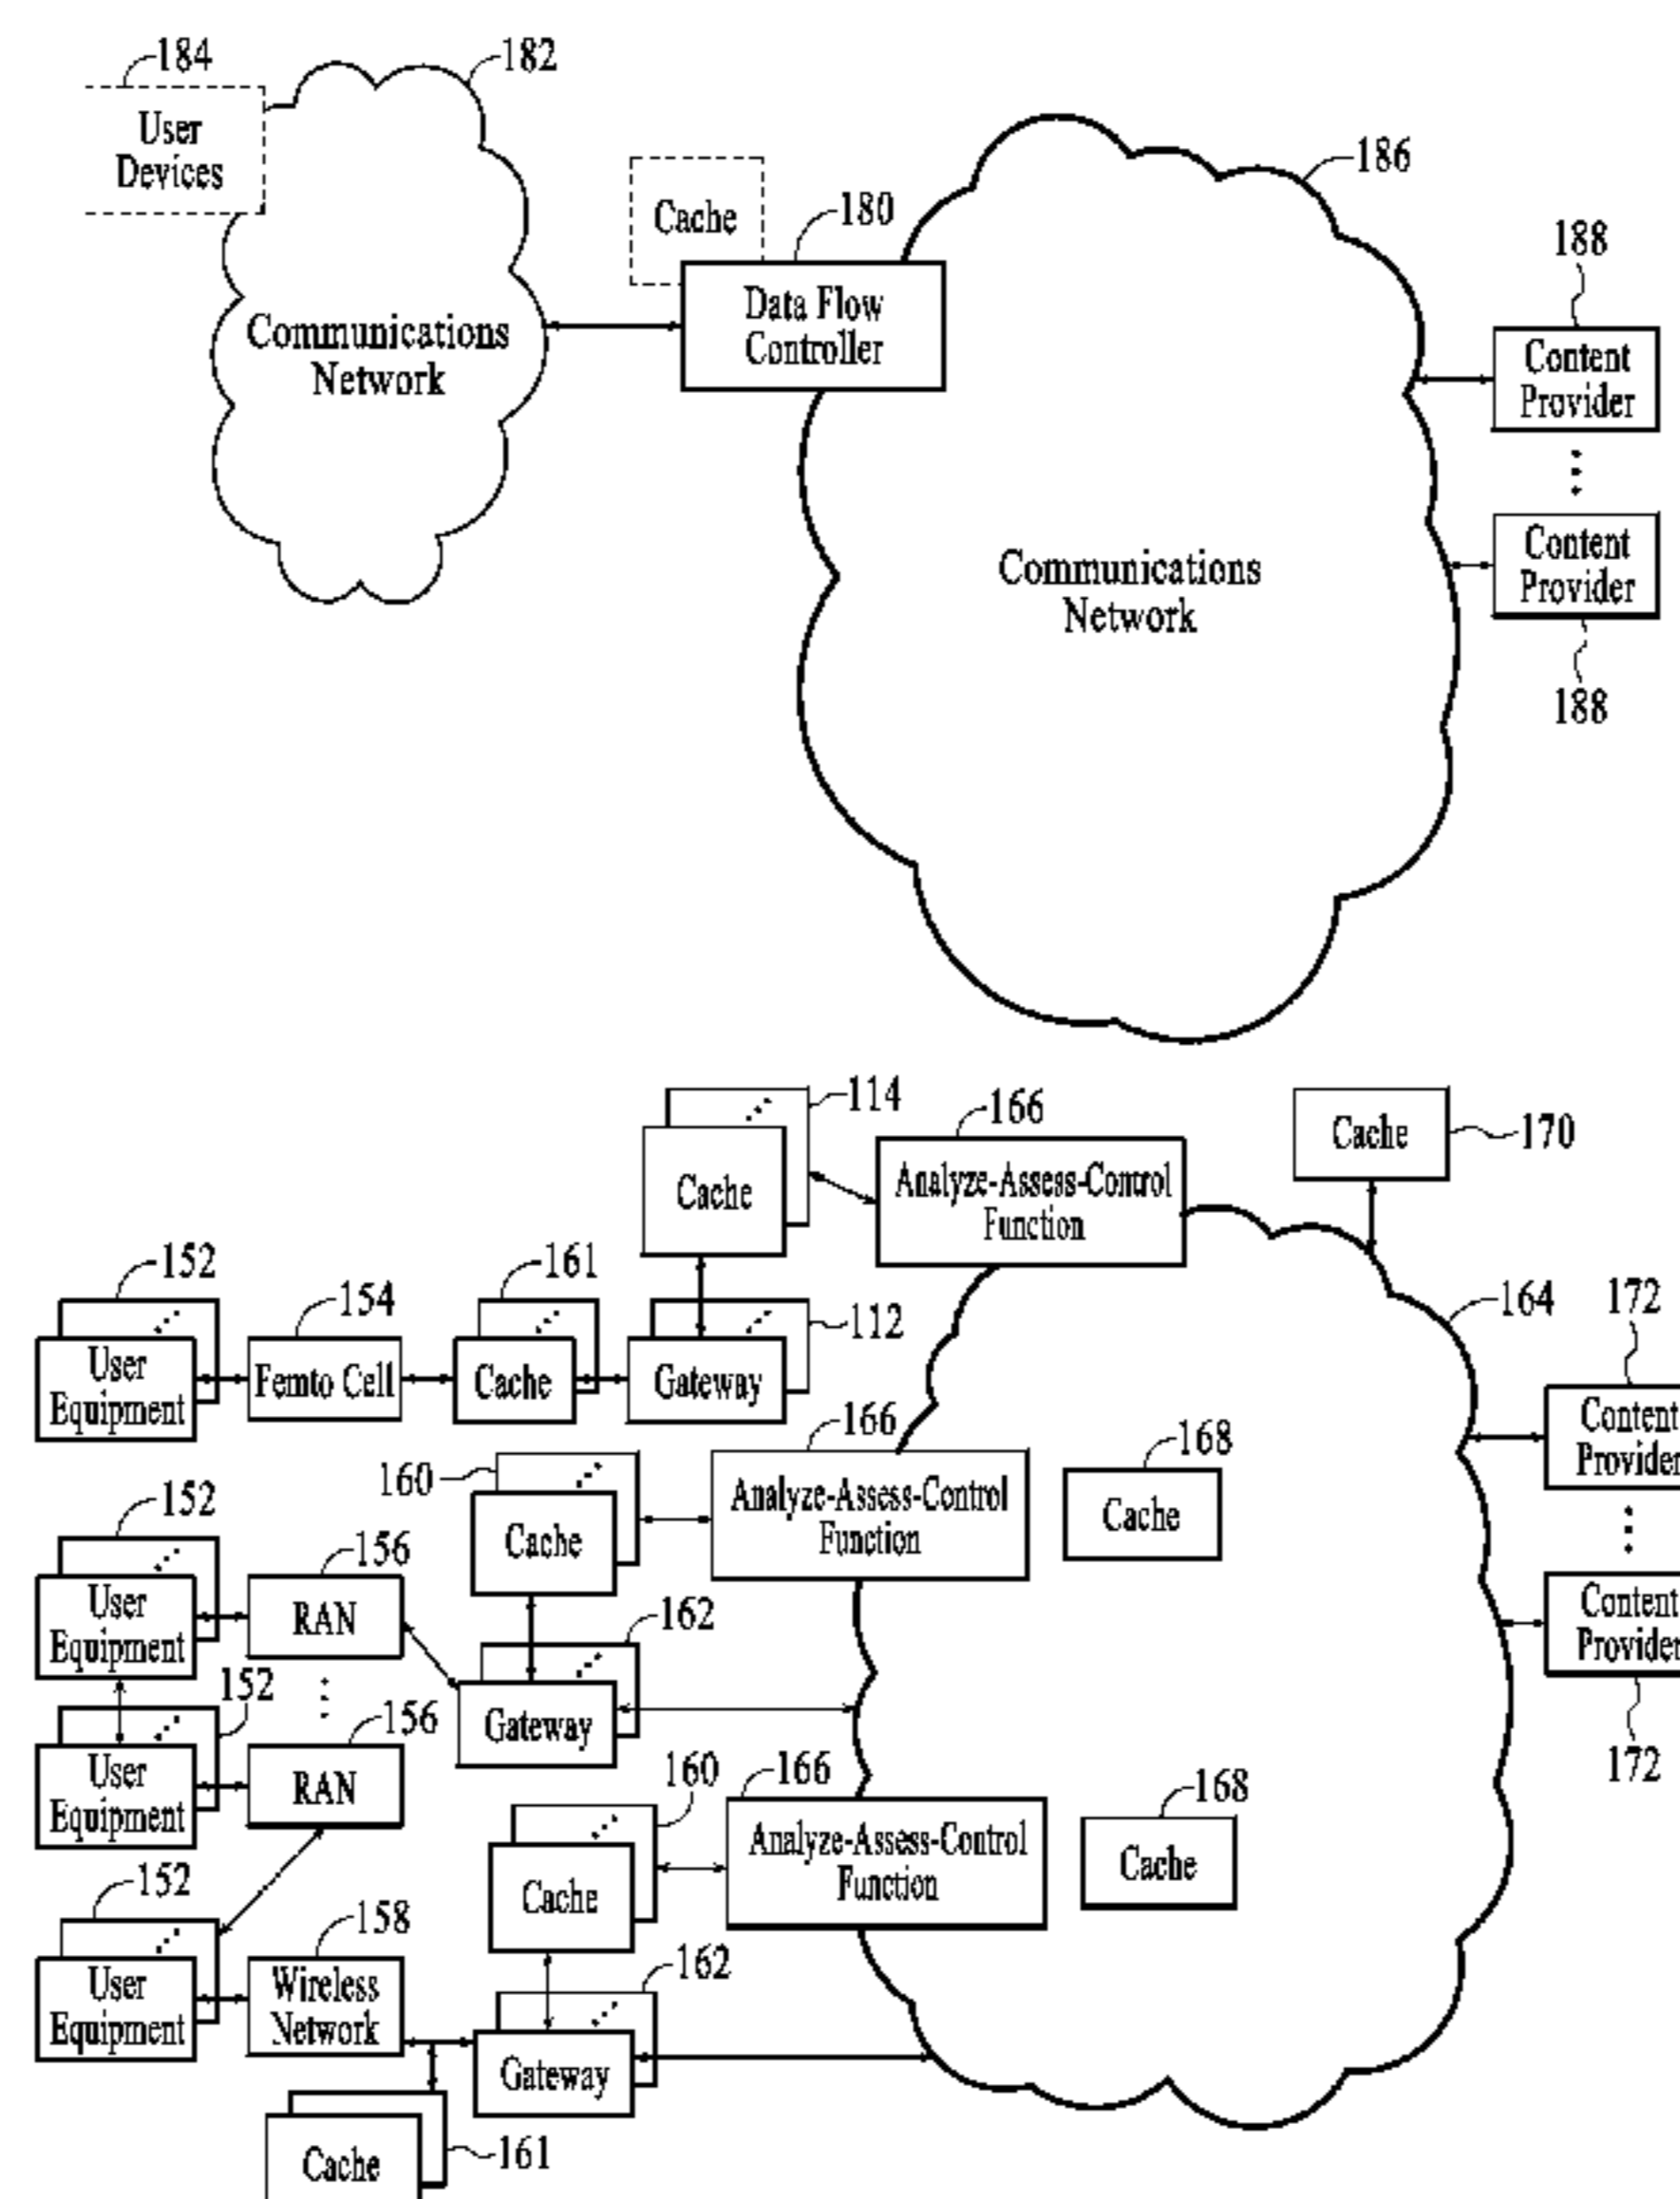 184
182
User
Devices
186
Cache
180
188
Data Flow
Controller
Communications
Network
Content
Provider
Content
Provider
Communications
Network
188
114
166
Cache
170
Analyze-Assess-Control
Function
Cache
152
161
154
112
164
172
User
Equipment
Femto Cell
Cache
Gateway
Content
Provider
166
168
160
152
Analyze-Assess-Control
Function
Cache
Cache
156
User
Equipment
RAN
162
Content
Provider
152
Gateway
156
172
User
Equipment
RAN
160
166
168
Analyze-Assess-Control
Function
Cache
152
Cache
158
162
User
Equipment
Wireless
Network
Gateway
161
Cache